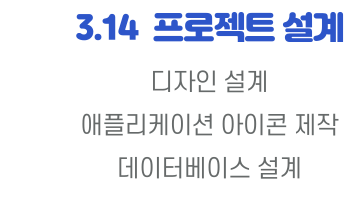 3.14 프로젝트 설계
디자인 설계
애플리케이션 아이콘 제작
데이터베이스 설계